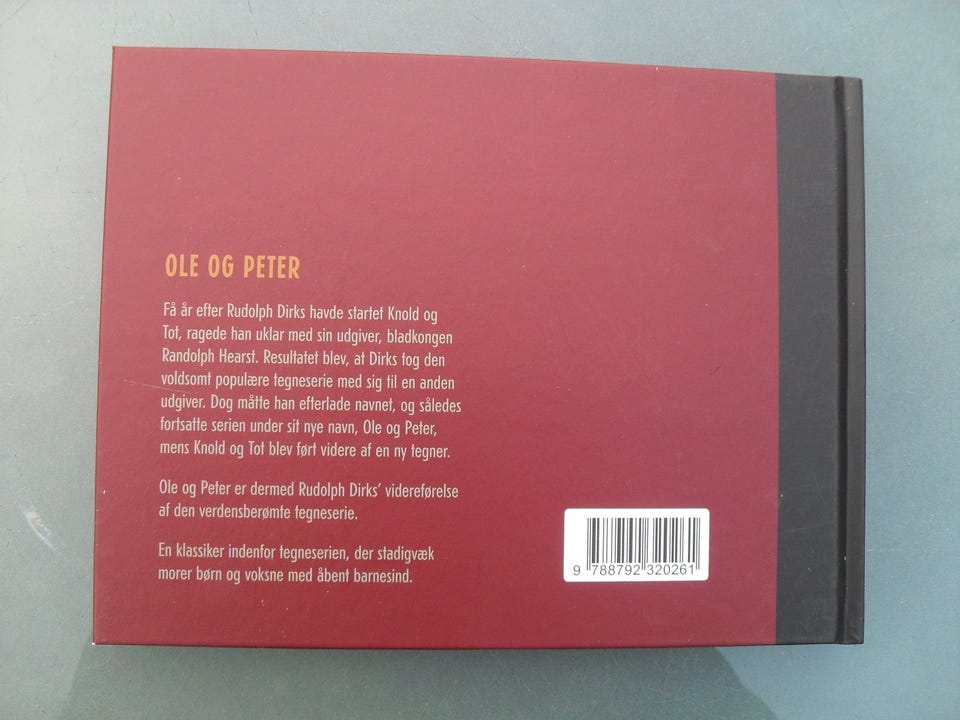 OLE OG PETER
Få år efter Rudolph Dirks havde startet Knold og
Tot, ragede han uklar med sin udgiver, bladkongen
Randolph Hearst. Resultatet blev, at Dirks tog den
voldsomt populære tegneserie med sig til en anden
udgiver. Dog måtte han efterlade navnet, og således
fortsatte serien under sit nye navn, Ole og Peter,
mens Knold og Tot blev ført videre af en ny tegner.
Ole og Peter er dermed Rudolph Dirks’ videreførelse
af den verdensberømte tegneserie.
En klassiker indenfor tegneserien, der stadigvæk
morer børn og voksne med åbent barnesind.
9 788792 320261